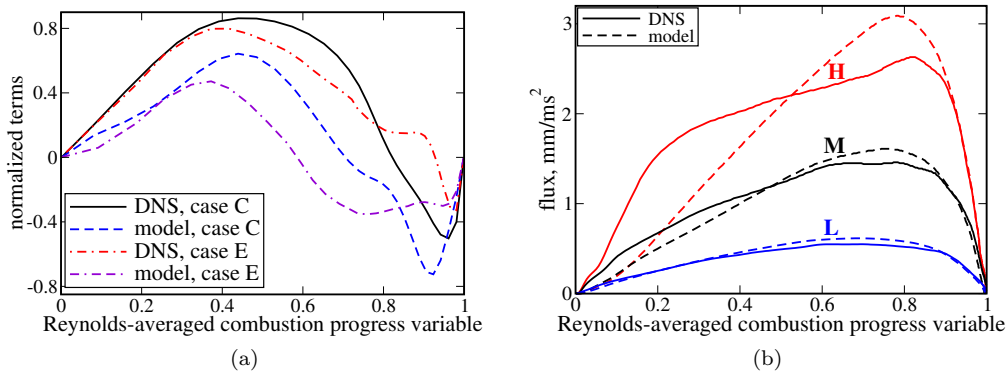 normalized terms
0.8
0.4
0
-0.4
-0.8
DNS, case C
model, case C
DNS, case E
model, case E
0 0.2 0.4 0.6 0.8 1
Reynolds-averaged combustion progress variable
(a)
flux, mm/ms²
3
2
1
0
DNS
model
H
M
L
0 0.2 0.4 0.6 0.8 1
Reynolds-averaged combustion progress variable
(b)